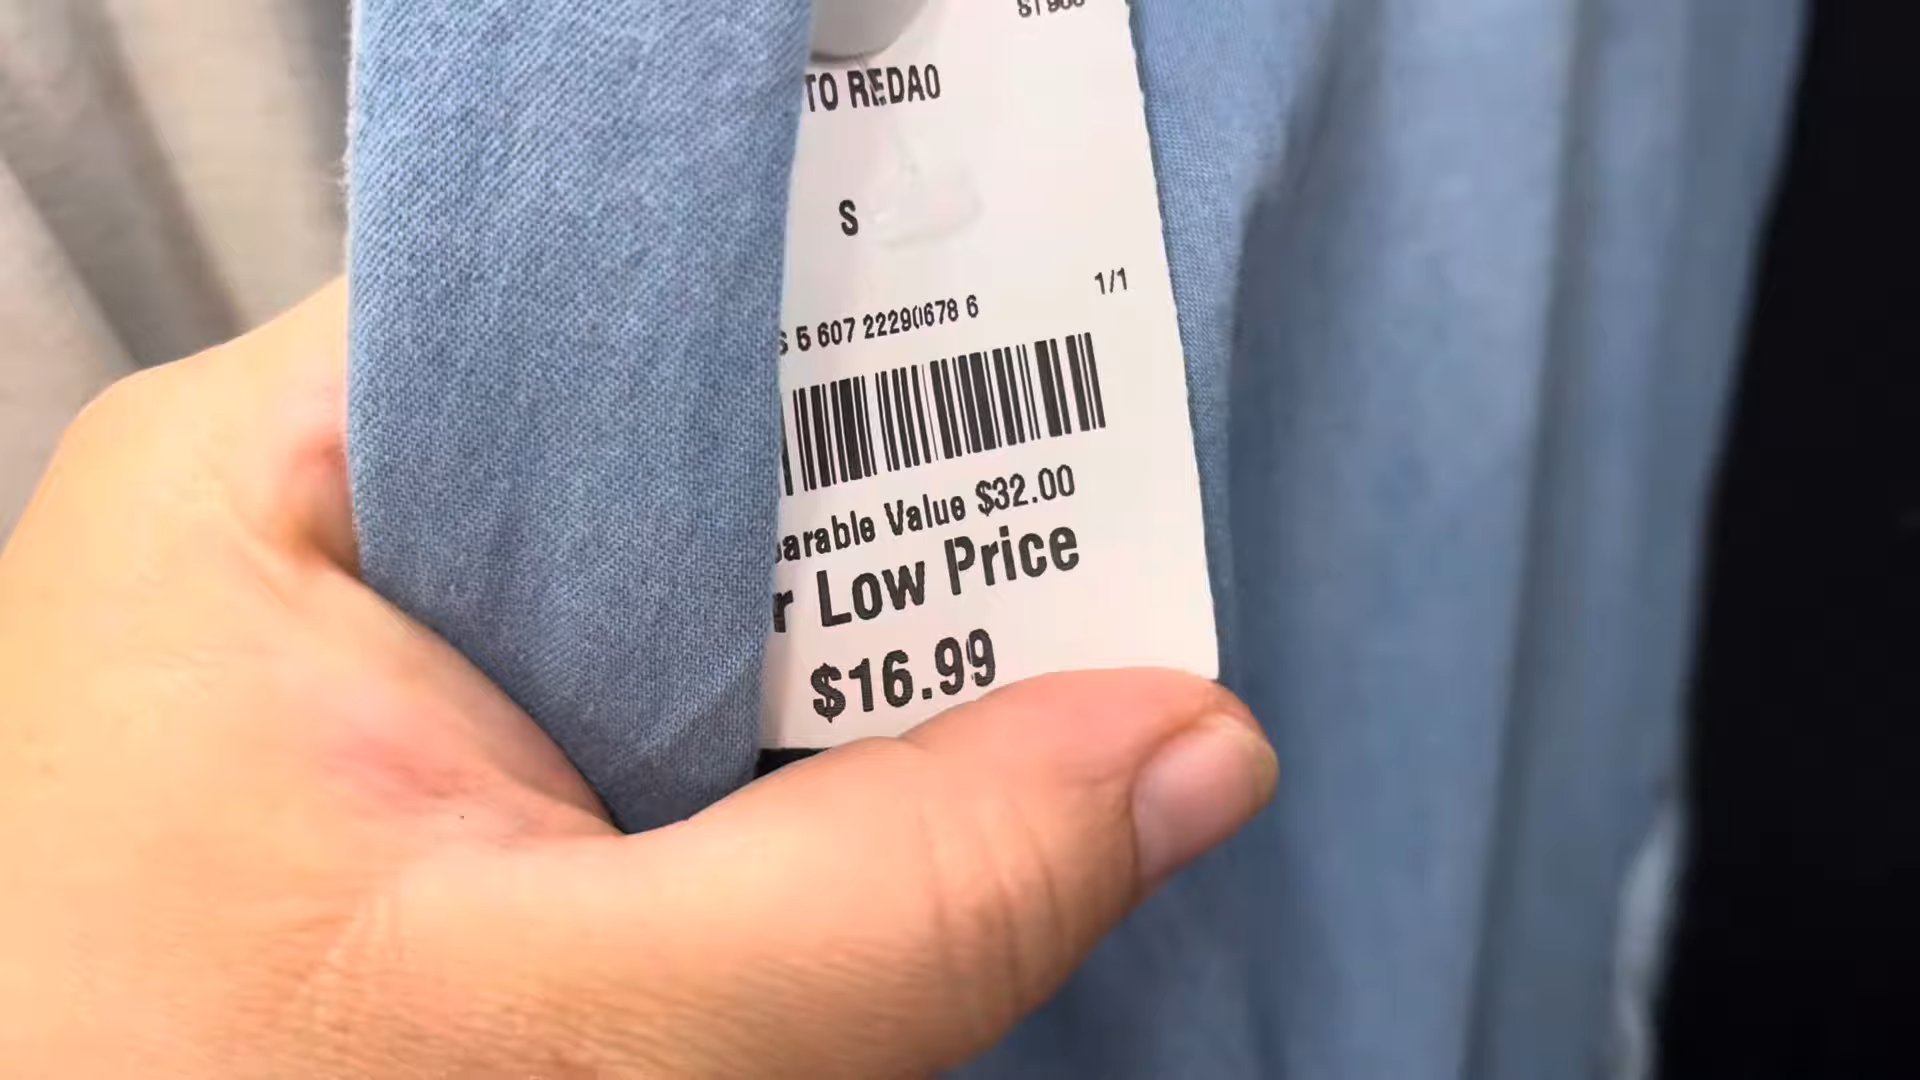 TO REDAO
S
1/1
5 607 22290678 6
arable Value $32.00
r Low Price
$16.99